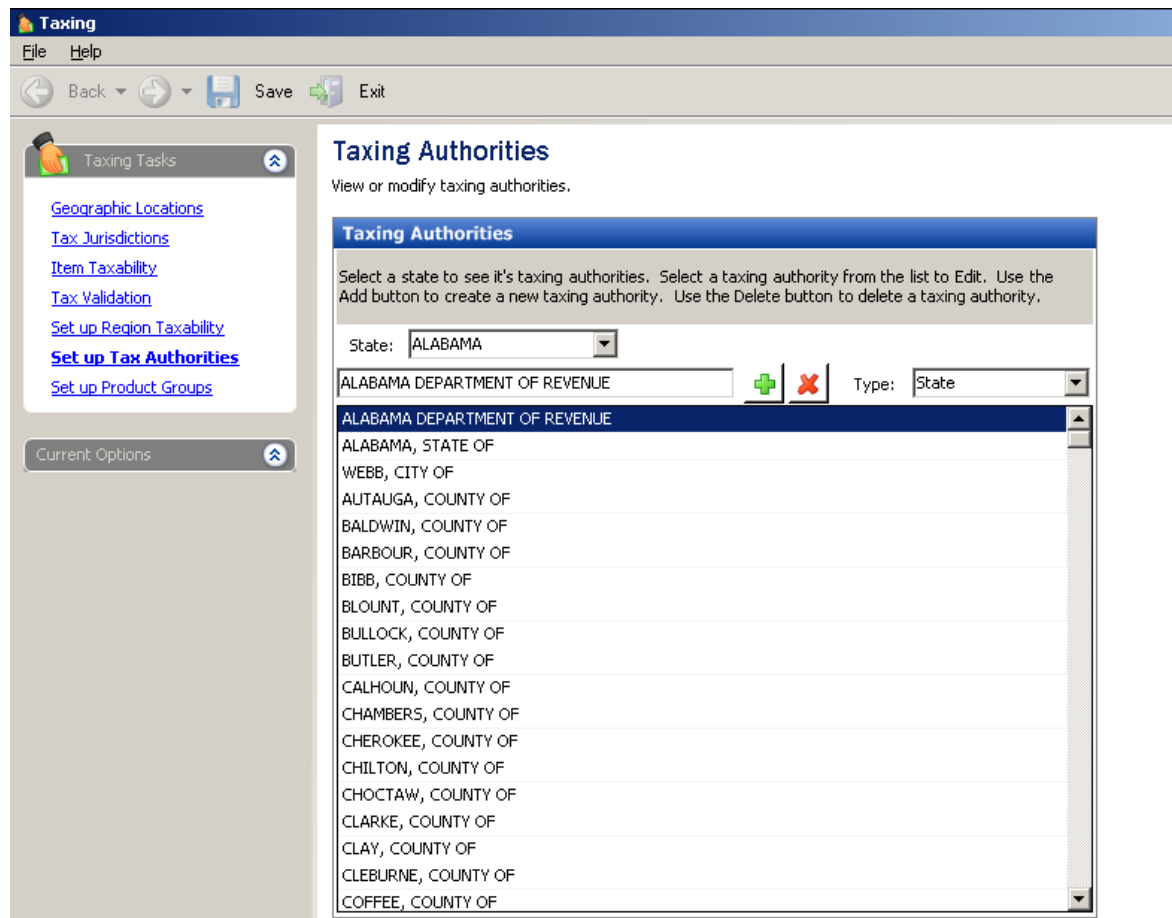 Taxing
File Help
Back Save Exit
Taxing Tasks
Geographic Locations
Tax Jurisdictions
Item Taxability
Tax Validation
Set up Region Taxability
Set up Tax Authorities
Set up Product Groups
Current Options
Taxing Authorities
View or modify taxing authorities.
Taxing Authorities
Select a state to see it's taxing authorities. Select a taxing authority from the list to Edit. Use the
Add button to create a new taxing authority. Use the Delete button to delete a taxing authority.
State: ALABAMA
ALABAMA DEPARTMENT OF REVENUE Type: State
ALABAMA DEPARTMENT OF REVENUE
ALABAMA, STATE OF
WEBB, CITY OF
AUTAUGA, COUNTY OF
BALDWIN, COUNTY OF
BARBOUR, COUNTY OF
BIBB, COUNTY OF
BLOUNT, COUNTY OF
BULLOCK, COUNTY OF
BUTLER, COUNTY OF
CALHOUN, COUNTY OF
CHAMBERS, COUNTY OF
CHEROKEE, COUNTY OF
CHILTON, COUNTY OF
CHOCTAW, COUNTY OF
CLARKE, COUNTY OF
CLAY, COUNTY OF
CLEBURNE, COUNTY OF
COFFEE, COUNTY OF